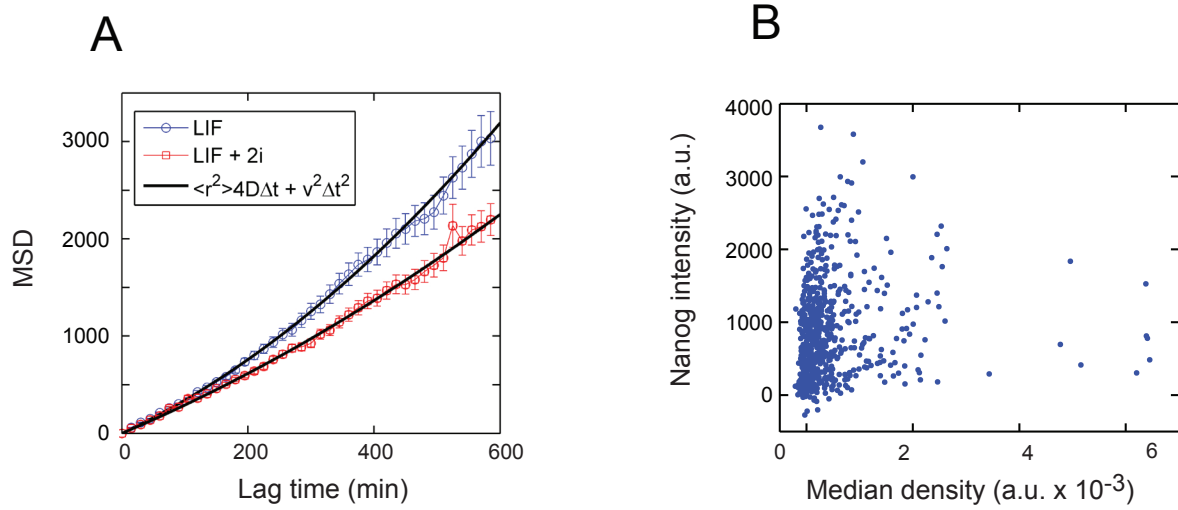 A
MSD
3000
2000
1000
0
LIF
LIF + 2i
<r²>4DΔt + v²Δt²
0 200 400 600
Lag time (min)
B
Nanog intensity (a.u.)
4000
3000
2000
1000
0
0 2 4 6
Median density (a.u. x 10⁻³)